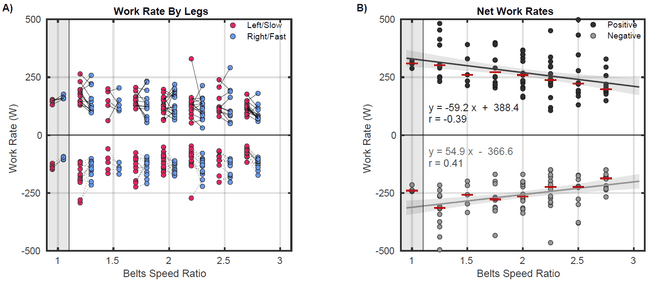 A)
Work Rate By Legs
Left/Slow
Right/Fast
Work Rate (W)
500
250
0
-250
-500
1
1.5
2
2.5
3
Belts Speed Ratio
B)
Net Work Rates
Positive
Negative
Work Rate (W)
500
250
0
-250
-500
y = -59.2 x + 388.4
r = -0.39
y = 54.9 x - 366.6
r = 0.41
1
1.5
2
2.5
3
Belts Speed Ratio